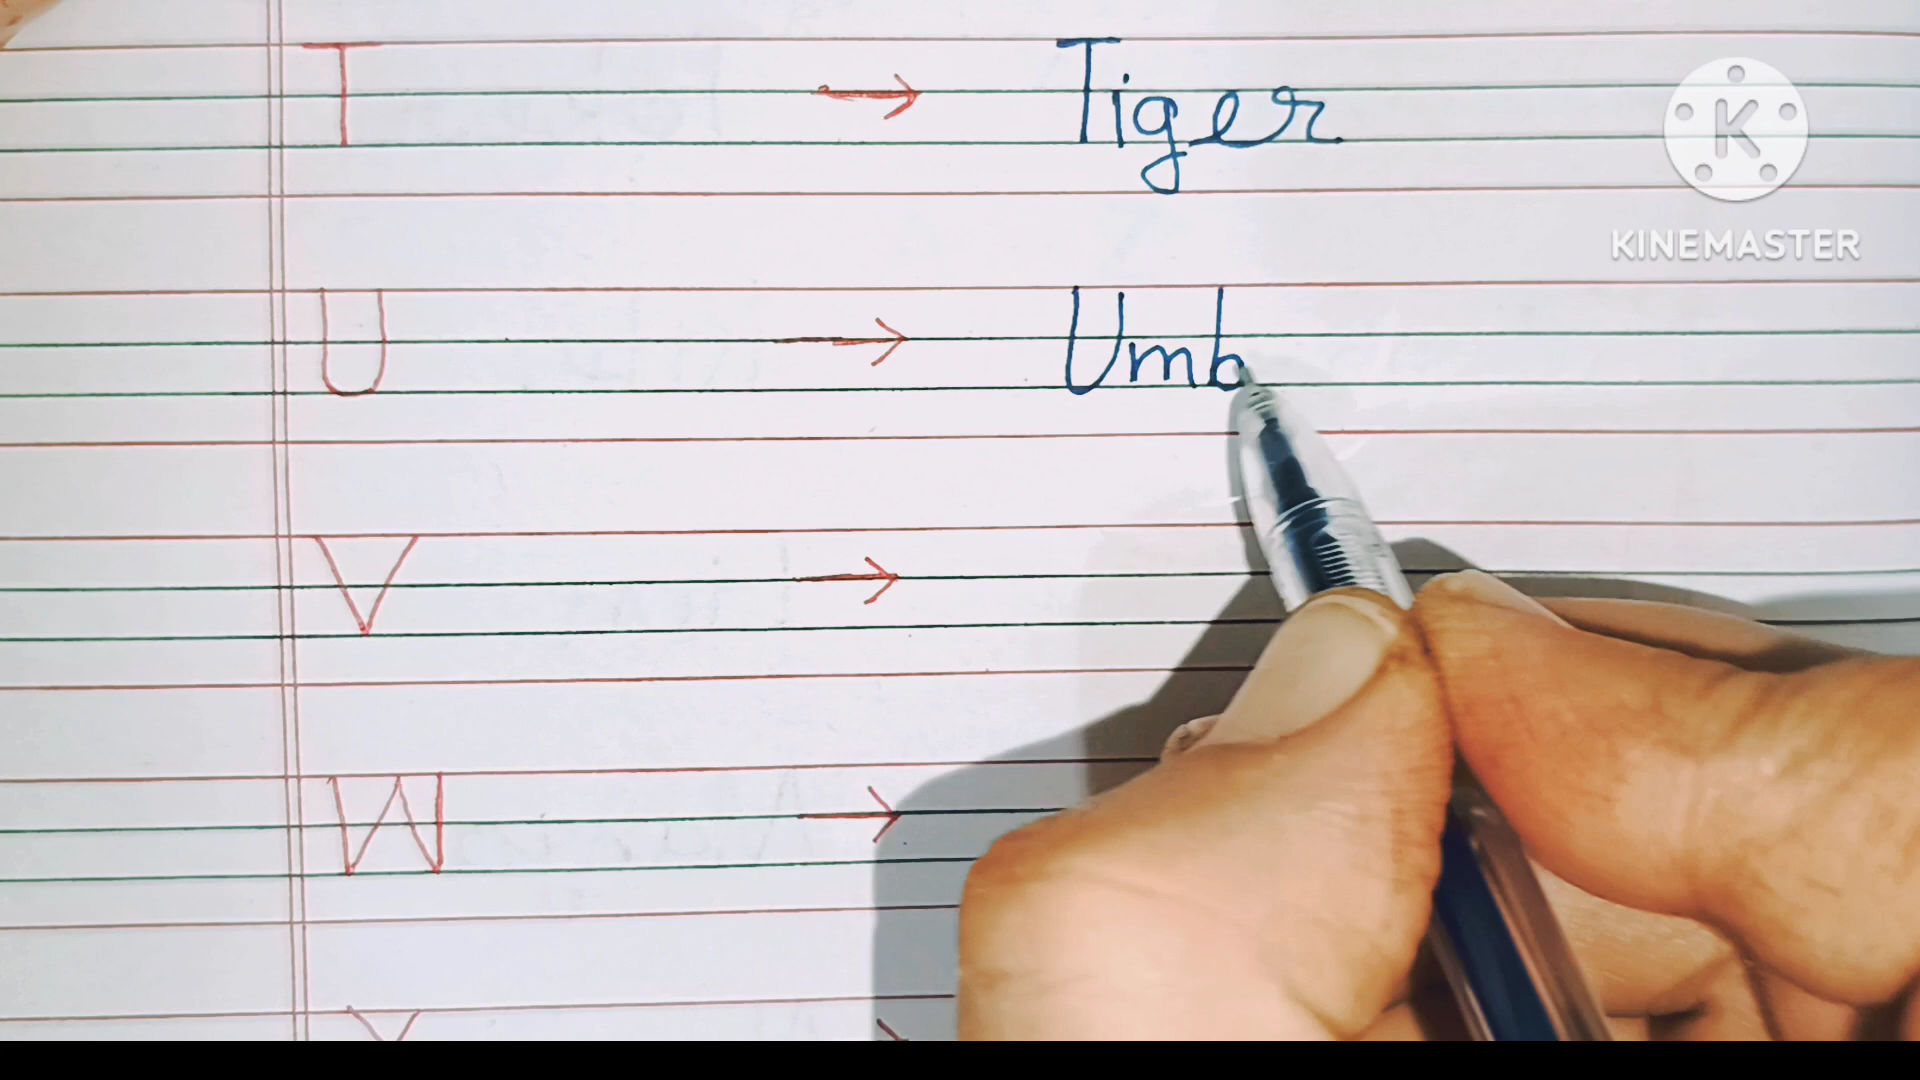 T → Tiger
K
KINEMASTER
U → Umb
V →
W →